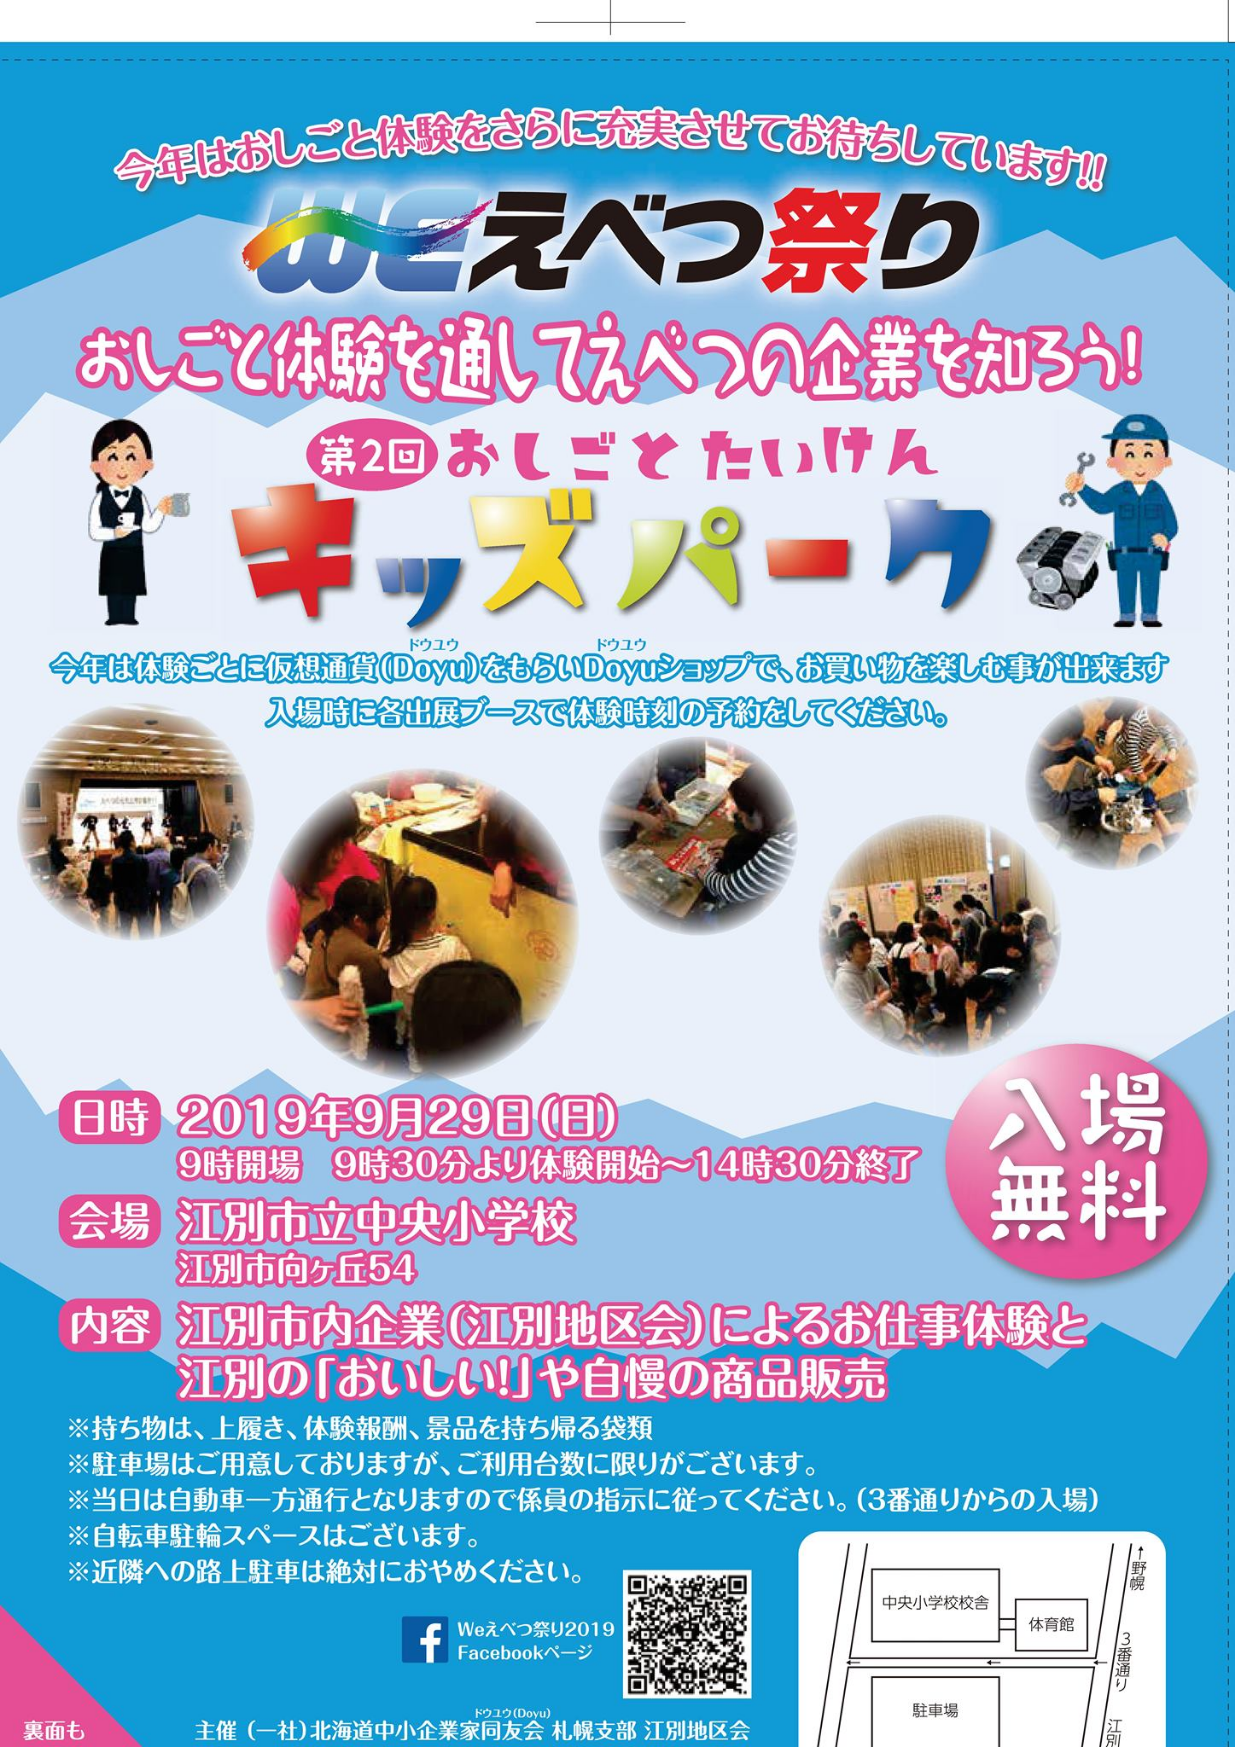 今年はおしごと体験をさらに充実させてお待ちしています!!
WEえべつ祭り
おしごと体験を通してえべつの企業を知ろう!
第2回 おしごとたいけん
キッズパーク
ドウユウ ドウユウ
今年は体験ごとに仮想通貨(Doyu)をもらいDoyuショップで、お買い物を楽しむ事が出来ます
入場時に各出展ブースで体験時刻の予約をしてください。
日時 2019年9月29日(日)
9時開場 9時30分より体験開始〜14時30分終了
入場
無料
会場 江別市立中央小学校
江別市向ヶ丘54
内容 江別市内企業(江別地区会)によるお仕事体験と
江別の「おいしい!」や自慢の商品販売
※持ち物は、上履き、体験報酬、景品を持ち帰る袋類
※駐車場はご用意しておりますが、ご利用台数に限りがございます。
※当日は自動車一方通行となりますので係員の指示に従ってください。(3番通りからの入場)
※自転車駐輪スペースはございます。
※近隣への路上駐車は絶対におやめください。
Weえべつ祭り2019
Facebookページ
↑野幌
中央小学校校舎
体育館
3番通り
駐車場
江別
裏面も
ドウユウ(Doyu)
主催 (一社)北海道中小企業家同友会 札幌支部 江別地区会